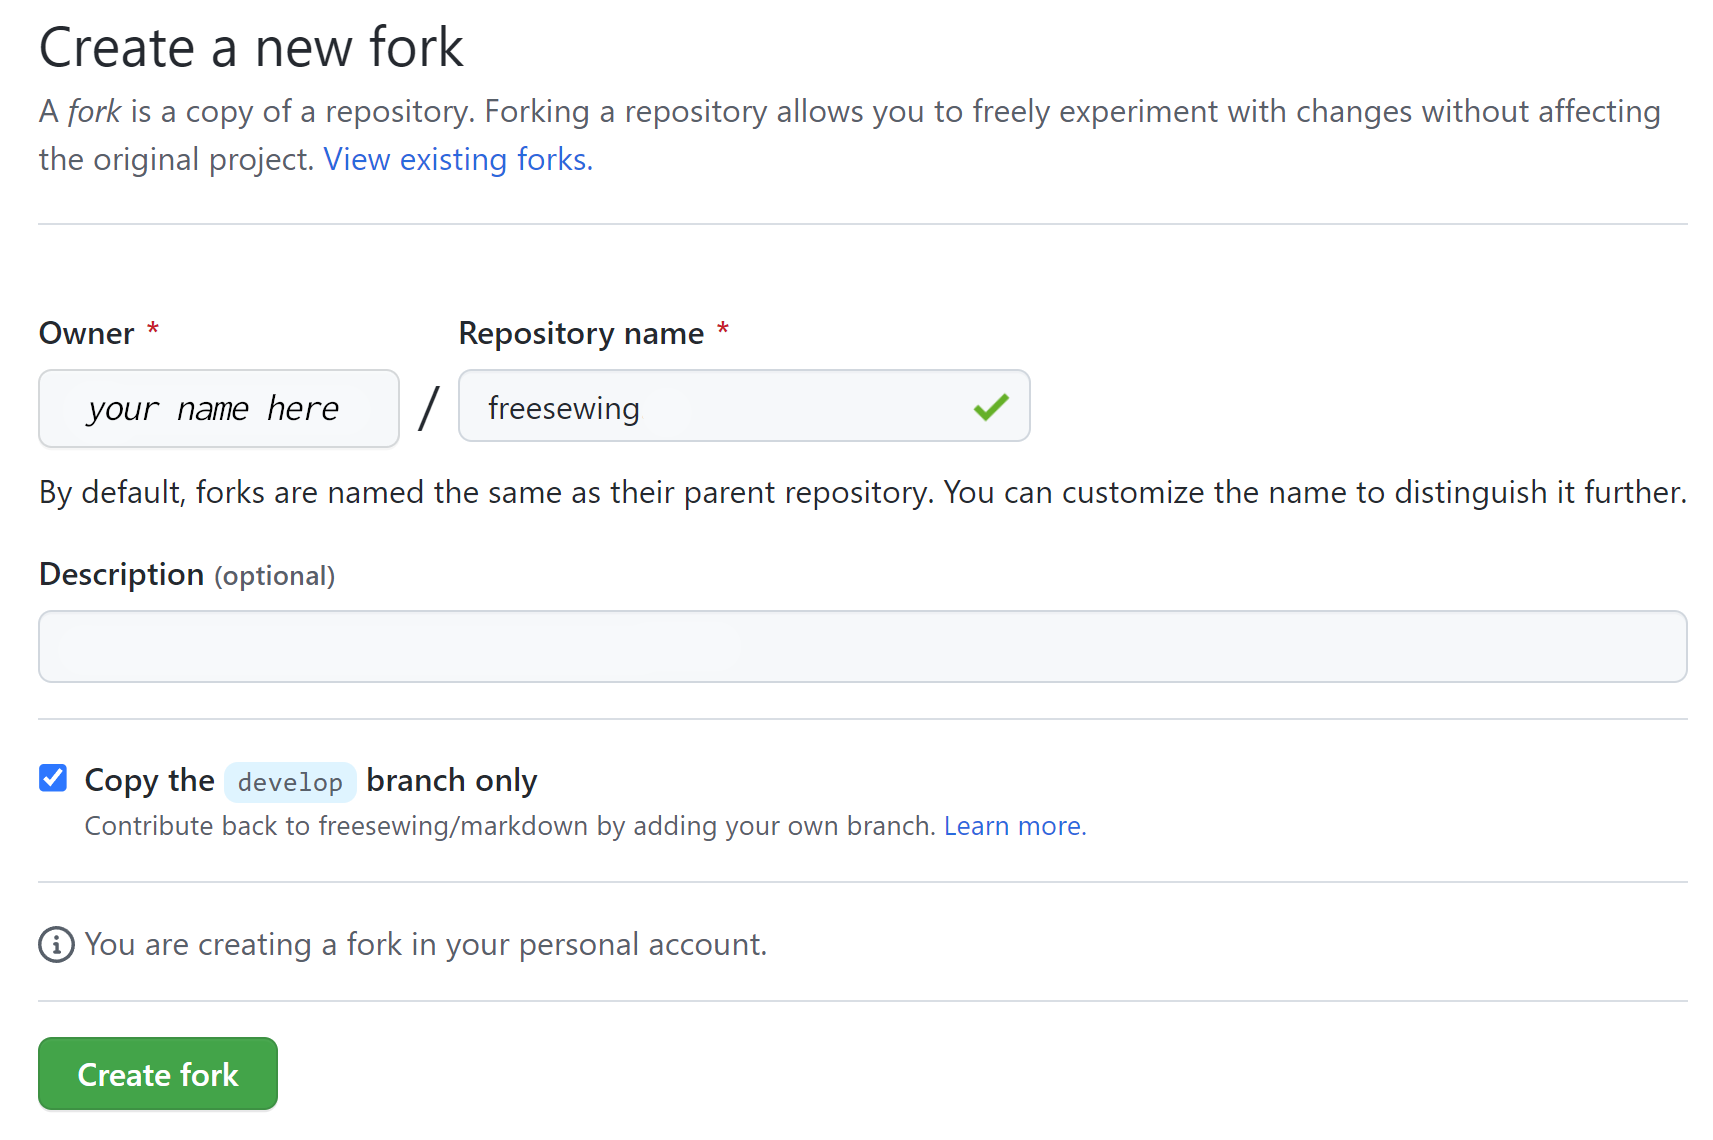 Create a new fork
A fork is a copy of a repository. Forking a repository allows you to freely experiment with changes without affecting
the original project. View existing forks.
Owner *
Repository name *
your name here / freesewing
By default, forks are named the same as their parent repository. You can customize the name to distinguish it further.
Description (optional)
Copy the develop branch only
Contribute back to freesewing/markdown by adding your own branch. Learn more.
You are creating a fork in your personal account.
Create fork